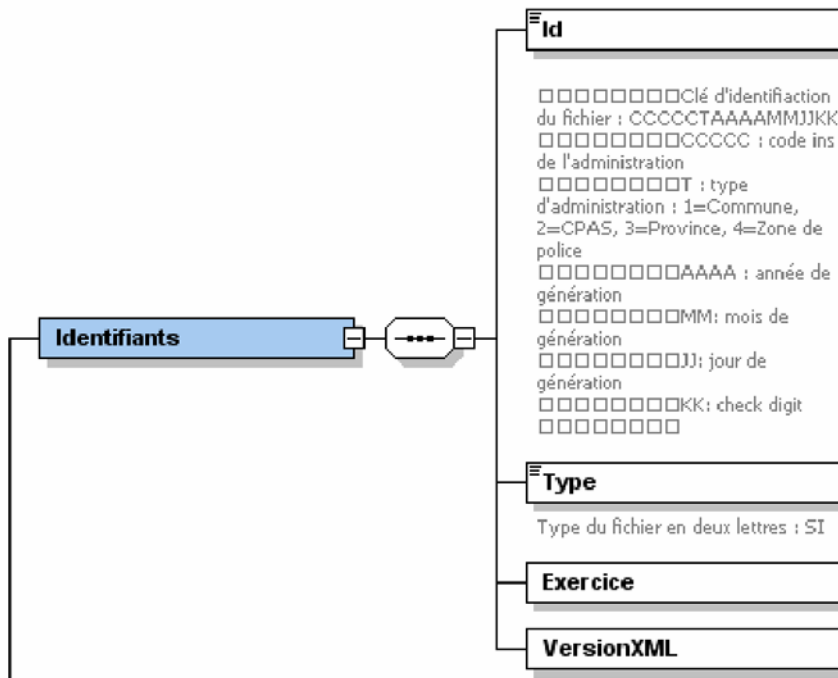 Id
□□□□□□□□Clé d'identifiaction
du fichier : CCCCCTAAAAMMJJKK
□□□□□□□□CCCCC : code ins
de l'administration
□□□□□□□□T : type
d'administration : 1=Commune,
2=CPAS, 3=Province, 4=Zone de
police
□□□□□□□□AAAA : année de
génération
□□□□□□□□MM: mois de
génération
□□□□□□□□JJ: jour de
génération
□□□□□□□□KK: check digit
□□□□□□□□
Identifiants
Type
Type du fichier en deux lettres : SI
Exercice
VersionXML